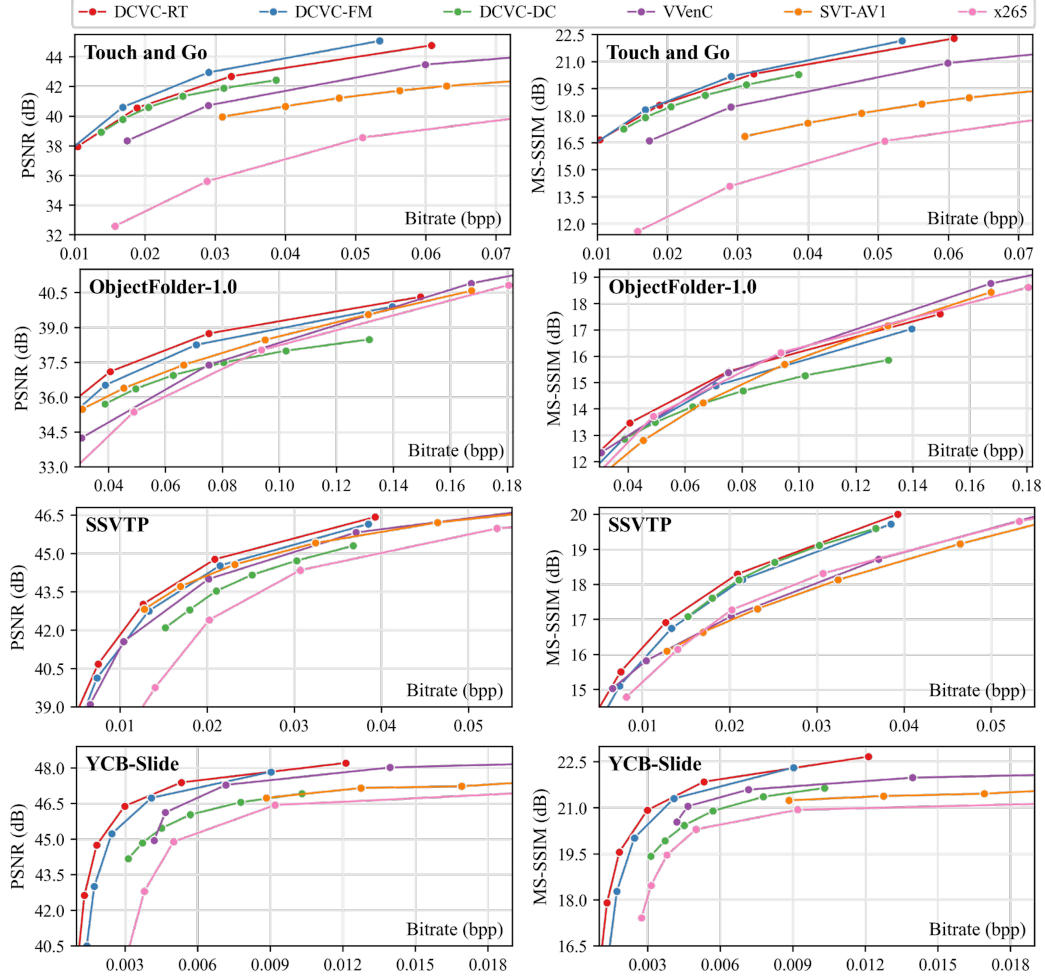 DCVC-RT DCVC-FM DCVC-DC VVenC SVT-AV1 x265
Touch and Go
PSNR (dB)
44
42
40
38
36
34
32
Bitrate (bpp)
0.01 0.02 0.03 0.04 0.05 0.06 0.07
Touch and Go
MS-SSIM (dB)
22.5
21.0
19.5
18.0
16.5
15.0
13.5
12.0
Bitrate (bpp)
0.01 0.02 0.03 0.04 0.05 0.06 0.07
ObjectFolder-1.0
PSNR (dB)
40.5
39.0
37.5
36.0
34.5
33.0
Bitrate (bpp)
0.04 0.06 0.08 0.10 0.12 0.14 0.16 0.18
ObjectFolder-1.0
MS-SSIM (dB)
19
18
17
16
15
14
13
12
Bitrate (bpp)
0.04 0.06 0.08 0.10 0.12 0.14 0.16 0.18
SSVTP
PSNR (dB)
46.5
45.0
43.5
42.0
40.5
39.0
Bitrate (bpp)
0.01 0.02 0.03 0.04 0.05
SSVTP
MS-SSIM (dB)
20
19
18
17
16
15
Bitrate (bpp)
0.01 0.02 0.03 0.04 0.05
YCB-Slide
PSNR (dB)
48.0
46.5
45.0
43.5
42.0
40.5
Bitrate (bpp)
0.003 0.006 0.009 0.012 0.015 0.018
YCB-Slide
MS-SSIM (dB)
22.5
21.0
19.5
18.0
16.5
Bitrate (bpp)
0.003 0.006 0.009 0.012 0.015 0.018